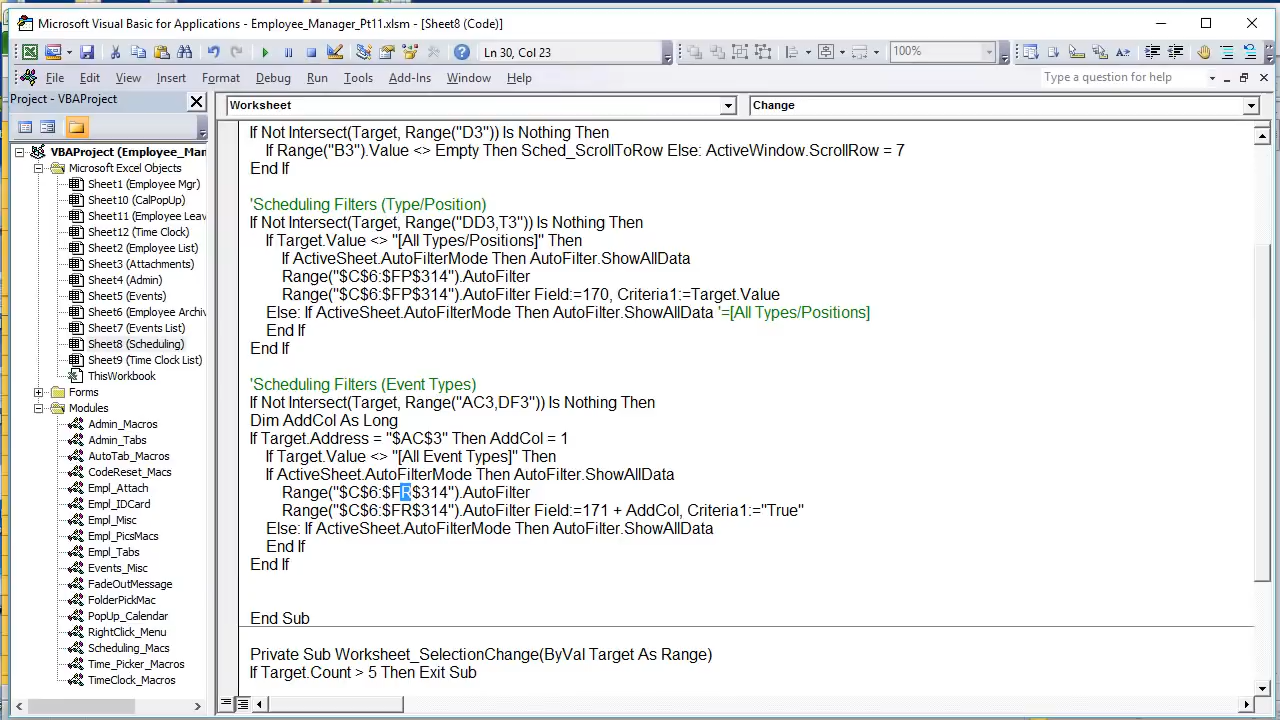 Microsoft Visual Basic for Applications - Employee_Manager_Pt11.xlsm - [Sheet8 (Code)]
Ln 30, Col 23
100%
File Edit View Insert Format Debug Run Tools Add-Ins Window Help
Type a question for help
Project - VBAProject
VBAProject (Employee_Man
Microsoft Excel Objects
Sheet1 (Employee Mgr)
Sheet10 (CalPopUp)
Sheet11 (Employee Leav
Sheet12 (Time Clock)
Sheet2 (Employee List)
Sheet3 (Attachments)
Sheet4 (Admin)
Sheet5 (Events)
Sheet6 (Employee Archiv
Sheet7 (Events List)
Sheet8 (Scheduling)
Sheet9 (Time Clock List)
ThisWorkbook
Forms
Modules
Admin_Macros
Admin_Tabs
AutoTab_Macros
CodeReset_Macs
Empl_Attach
Empl_IDCard
Empl_Misc
Empl_PicsMacs
Empl_Tabs
Events_Misc
FadeOutMessage
FolderPickMac
PopUp_Calendar
RightClick_Menu
Scheduling_Macs
Time_Picker_Macros
TimeClock_Macros
Worksheet
Change
If Not Intersect(Target, Range("D3")) Is Nothing Then
If Range("B3").Value <> Empty Then Sched_ScrollToRow Else: ActiveWindow.ScrollRow = 7
End If
'Scheduling Filters (Type/Position)
If Not Intersect(Target, Range("DD3,T3")) Is Nothing Then
If Target.Value <> "[All Types/Positions]" Then
If ActiveSheet.AutoFilterMode Then AutoFilter.ShowAllData
Range("$C$6:$FP$314").AutoFilter
Range("$C$6:$FP$314").AutoFilter Field:=170, Criteria1:=Target.Value
Else: If ActiveSheet.AutoFilterMode Then AutoFilter.ShowAllData '=[All Types/Positions]
End If
End If
'Scheduling Filters (Event Types)
If Not Intersect(Target, Range("AC3,DF3")) Is Nothing Then
Dim AddCol As Long
If Target.Address = "$AC$3" Then AddCol = 1
If Target.Value <> "[All Event Types]" Then
If ActiveSheet.AutoFilterMode Then AutoFilter.ShowAllData
Range("$C$6:$FR$314").AutoFilter
Range("$C$6:$FR$314").AutoFilter Field:=171 + AddCol, Criteria1:="True"
Else: If ActiveSheet.AutoFilterMode Then AutoFilter.ShowAllData
End If
End If
End Sub
Private Sub Worksheet_SelectionChange(ByVal Target As Range)
If Target.Count > 5 Then Exit Sub